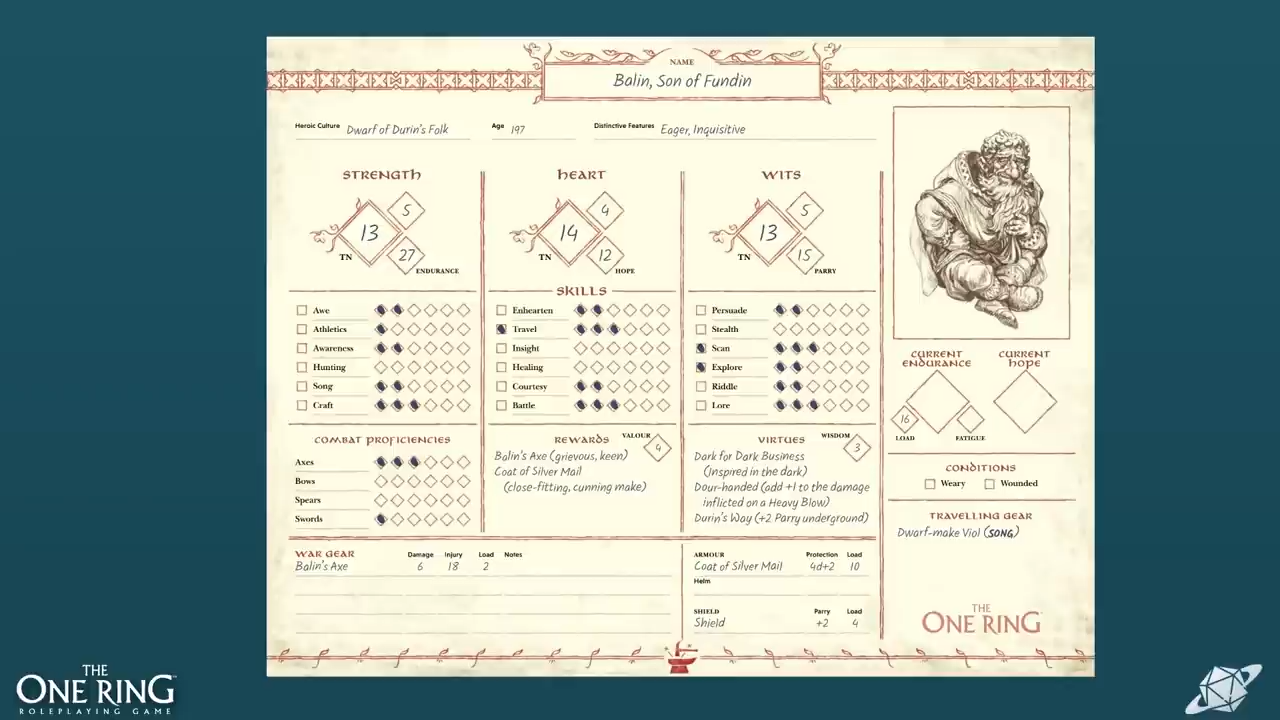 NAME
Balin, Son of Fundin
Heroic Culture Dwarf of Durin's Folk Age 197 Distinctive Features Eager, Inquisitive
STRENGTH
13
5
27
TN
ENDURANCE
HEART
14
4
12
TN
HOPE
WITS
13
5
15
TN
PARRY
SKILLS
Awe
Athletics
Awareness
Hunting
Song
Craft
Enhearten
Travel
Insight
Healing
Courtesy
Battle
Persuade
Stealth
Scan
Explore
Riddle
Lore
COMBAT PROFICIENCIES
Axes
Bows
Spears
Swords
REWARDS VALOUR 4
Balin's Axe (grievous, keen)
Coat of Silver Mail
(close-fitting, cunning make)
VIRTUES WISDOM 3
Dark for Dark Business
(Inspired in the dark)
Dour-handed (add +1 to the damage
inflicted on a Heavy Blow)
Durin's Way (+2 Parry underground)
WAR GEAR Damage Injury Load Notes
Balin's Axe 6 18 2
ARMOUR Protection Load
Coat of Silver Mail 4d+2 10
Helm
SHIELD Parry Load
Shield +2 4
CURRENT
ENDURANCE
CURRENT
HOPE
16
LOAD
FATIGUE
CONDITIONS
Weary Wounded
TRAVELLING GEAR
Dwarf-make Viol (SONG)
THE
ONE RING™
THE
ONE RING™
ROLEPLAYING GAME